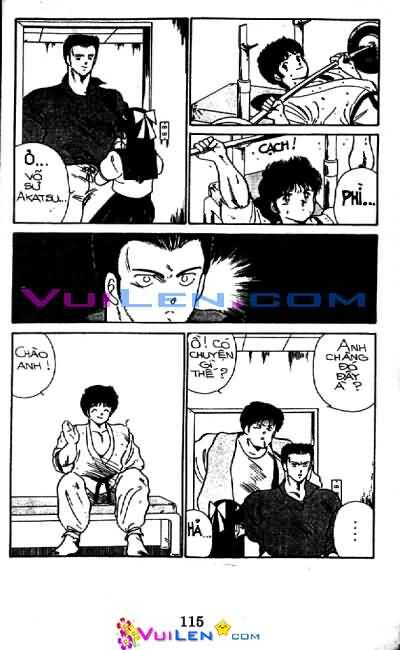 Ở...
VÕ
SƯ
AKATSU...
CẠCH!
PHÌ...
VUILEN.COM
CHÀO
ANH!
Ồ! CÓ
CHUYỆN
GÌ
THẾ?
ANH
CHÀNG
ĐÓ
ĐÂY
À?
HẢ...
....
115
VUILEN.COM